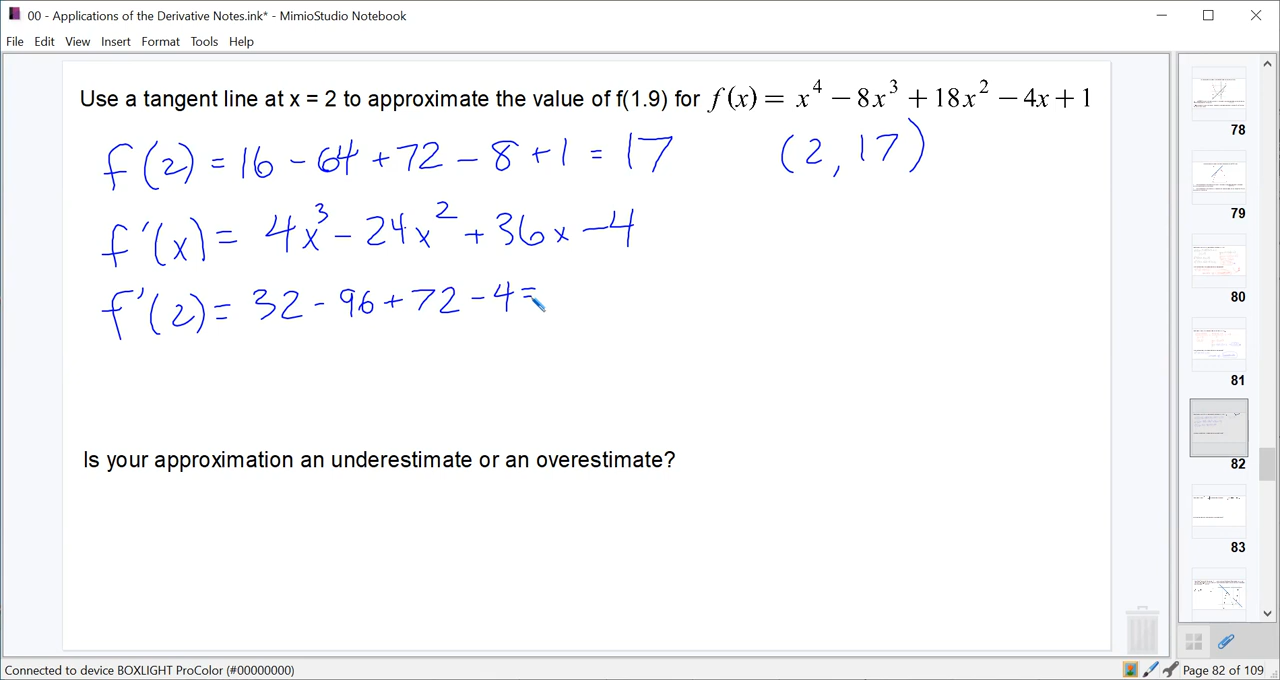 00 - Applications of the Derivative Notes.ink* - MimioStudio Notebook
File Edit View Insert Format Tools Help
Use a tangent line at x = 2 to approximate the value of f(1.9) for f(x) = x⁴ − 8x³ + 18x² − 4x + 1
f(2) = 16 - 64 + 72 - 8 + 1 = 17 (2, 17)
f'(x) = 4x³ - 24x² + 36x - 4
f'(2) = 32 - 96 + 72 - 4 =
Is your approximation an underestimate or an overestimate?
78
79
80
81
82
83
Connected to device BOXLIGHT ProColor (#00000000)
Page 82 of 109